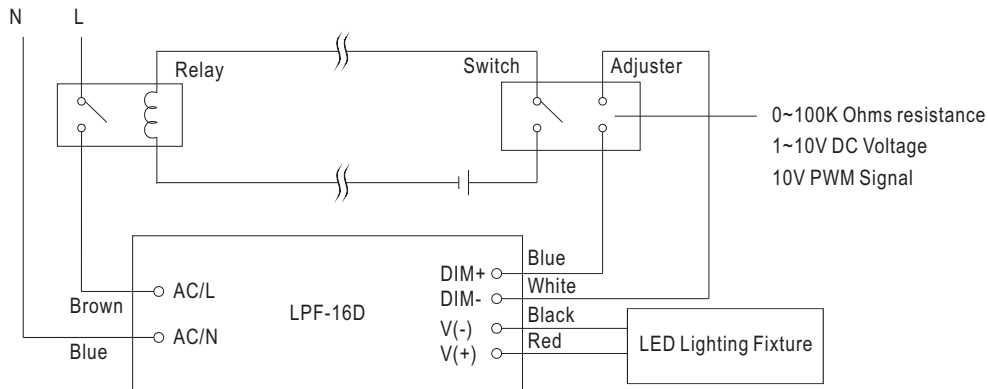 N L
Relay
Switch
Adjuster
0~100K Ohms resistance
1~10V DC Voltage
10V PWM Signal
Brown
Blue
AC/L
AC/N
LPF-16D
DIM+
DIM-
V(-)
V(+)
Blue
White
Black
Red
LED Lighting Fixture